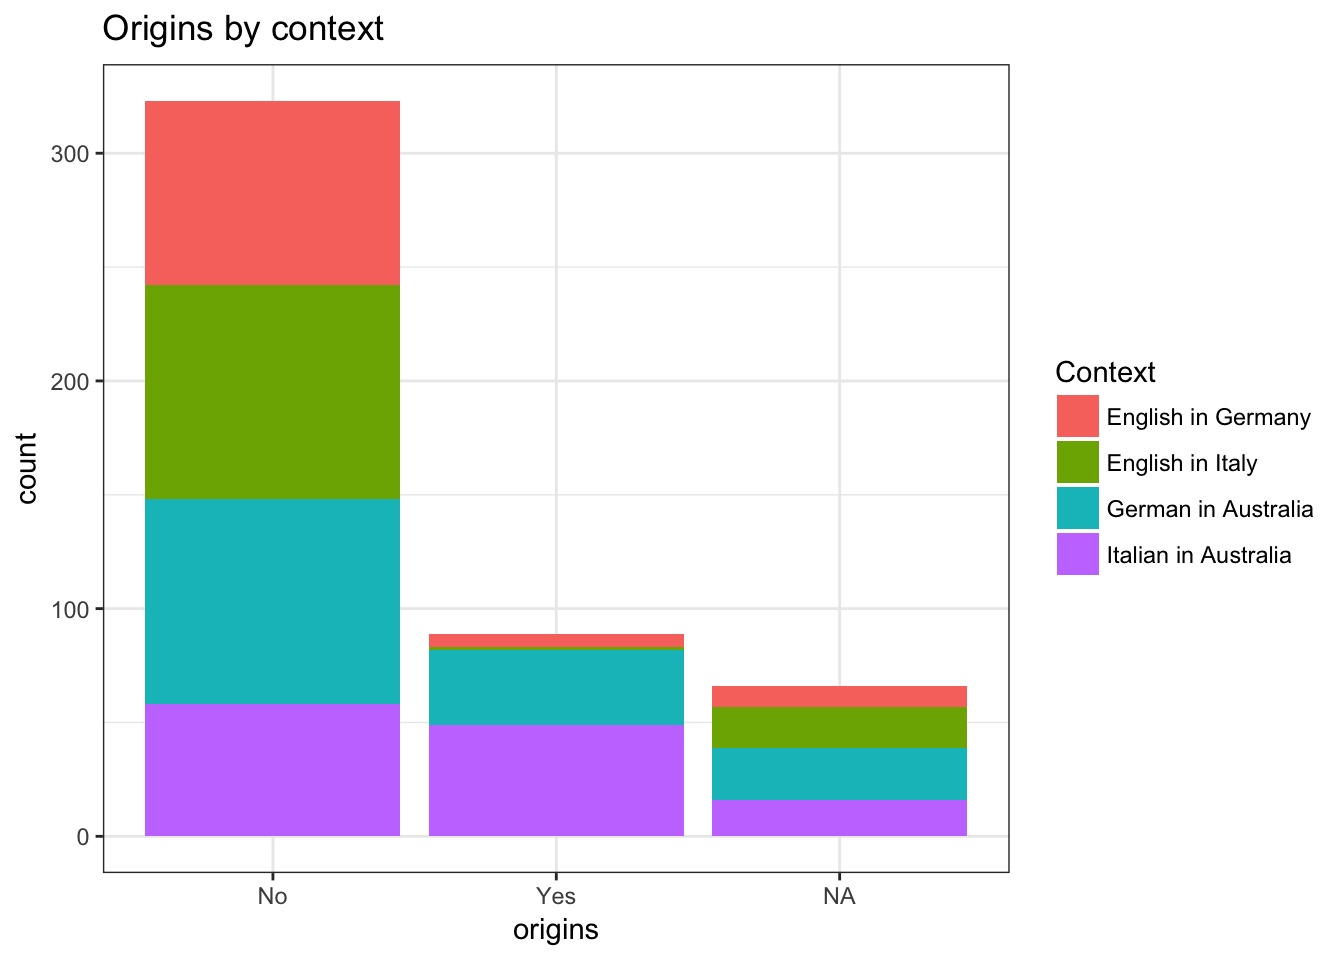 Origins by context
300
200
100
0
count
No
Yes
NA
origins
Context
English in Germany
English in Italy
German in Australia
Italian in Australia